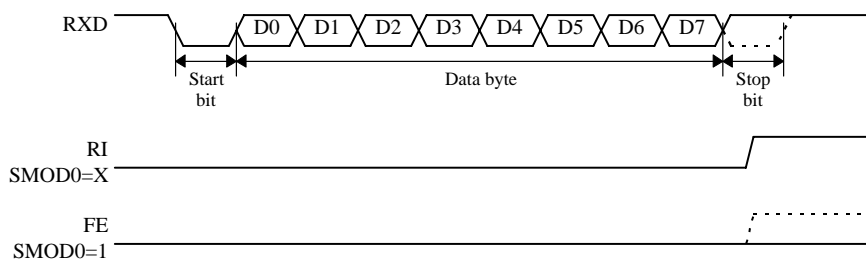 RXD
D0 D1 D2 D3 D4 D5 D6 D7
Start
bit
Data byte
Stop
bit
RI
SMOD0=X
FE
SMOD0=1